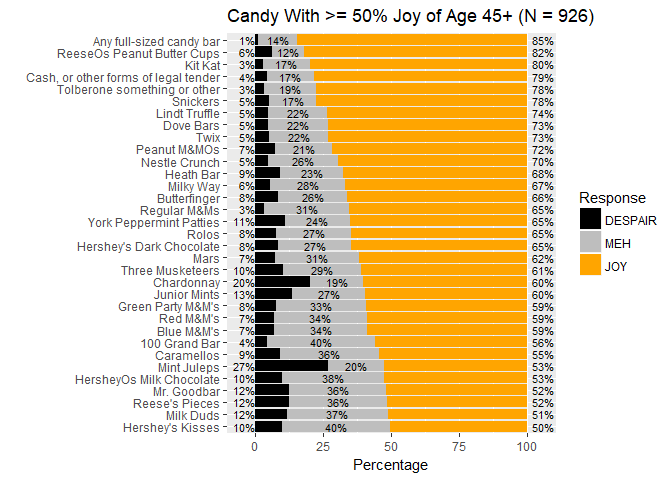 Candy With >= 50% Joy of Age 45+ (N = 926)
Any full-sized candy bar 1% 14% 85%
ReeseOs Peanut Butter Cups 6% 12% 82%
Kit Kat 3% 17% 80%
Cash, or other forms of legal tender 4% 17% 79%
Tolberone something or other 3% 19% 78%
Snickers 5% 17% 78%
Lindt Truffle 5% 22% 74%
Dove Bars 5% 22% 73%
Twix 5% 22% 73%
Peanut M&MOs 7% 21% 72%
Nestle Crunch 5% 26% 70%
Heath Bar 9% 23% 68%
Milky Way 6% 28% 67%
Butterfinger 8% 26% 66%
Regular M&Ms 3% 31% 65%
York Peppermint Patties 11% 24% 65%
Rolos 8% 27% 65%
Hershey's Dark Chocolate 8% 27% 65%
Mars 7% 31% 62%
Three Musketeers 10% 29% 61%
Chardonnay 20% 19% 60%
Junior Mints 13% 27% 60%
Green Party M&M's 8% 33% 59%
Red M&M's 7% 34% 59%
Blue M&M's 7% 34% 59%
100 Grand Bar 4% 40% 56%
Caramellos 9% 36% 55%
Mint Juleps 27% 20% 53%
HersheyOs Milk Chocolate 10% 38% 53%
Mr. Goodbar 12% 36% 52%
Reese's Pieces 12% 36% 52%
Milk Duds 12% 37% 51%
Hershey's Kisses 10% 40% 50%
0 25 50 75 100
Percentage
Response
DESPAIR
MEH
JOY